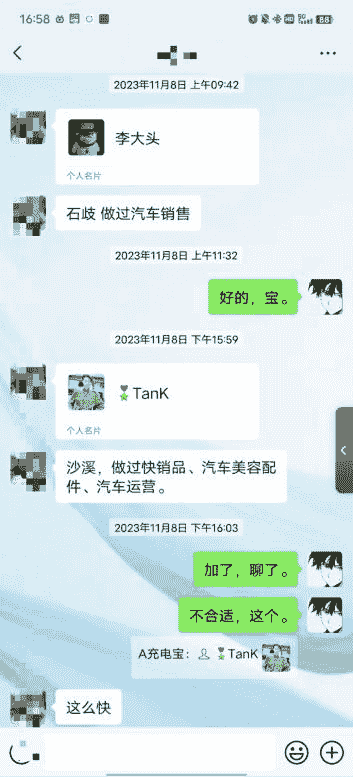 16:58
HD
5G
88
2023年11月8日 上午09:42
李大头
个人名片
石歧 做过汽车销售
2023年11月8日 上午11:32
好的，宝。
2023年11月8日 下午15:59
TanK
个人名片
沙溪，做过快销品、汽车美容配
件、汽车运营。
2023年11月8日 下午16:03
加了，聊了。
不合适，这个。
A充电宝：TanK
这么快